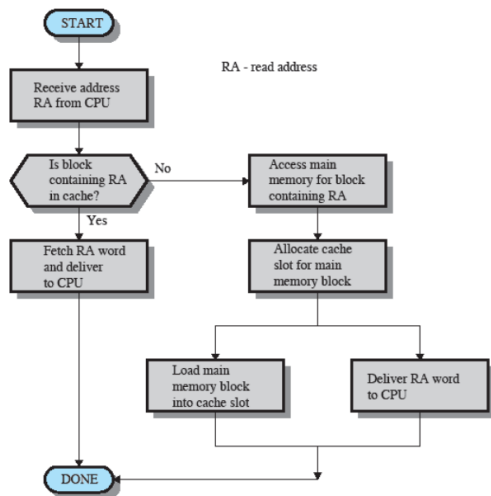 START
RA - read address
Receive address
RA from CPU
Is block
containing RA
in cache?
No
Access main
memory for block
containing RA
Yes
Fetch RA word
and deliver
to CPU
Allocate cache
slot for main
memory block
Load main
memory block
into cache slot
Deliver RA word
to CPU
DONE